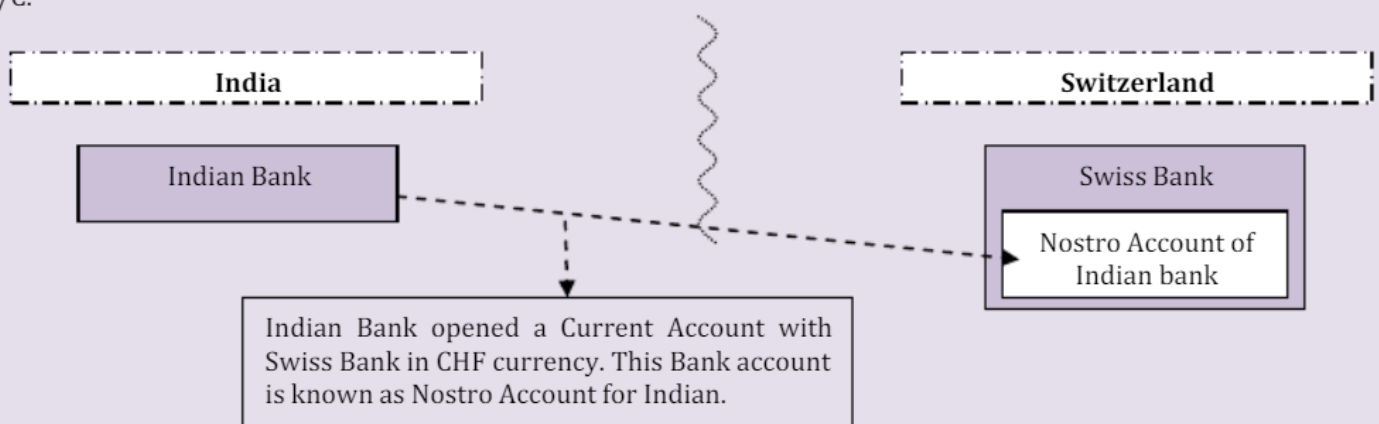 /C.
India
Switzerland
Indian Bank
Swiss Bank
Nostro Account of
Indian bank
Indian Bank opened a Current Account with
Swiss Bank in CHF currency. This Bank account
is known as Nostro Account for Indian.